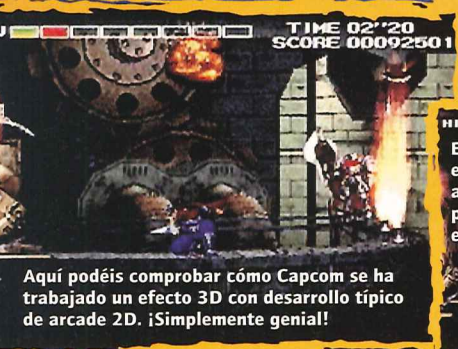 TIME 02"20
SCORE 00092501
Aquí podéis comprobar cómo Capcom se ha
trabajado un efecto 3D con desarrollo típico
de arcade 2D. ¡Simplemente genial!